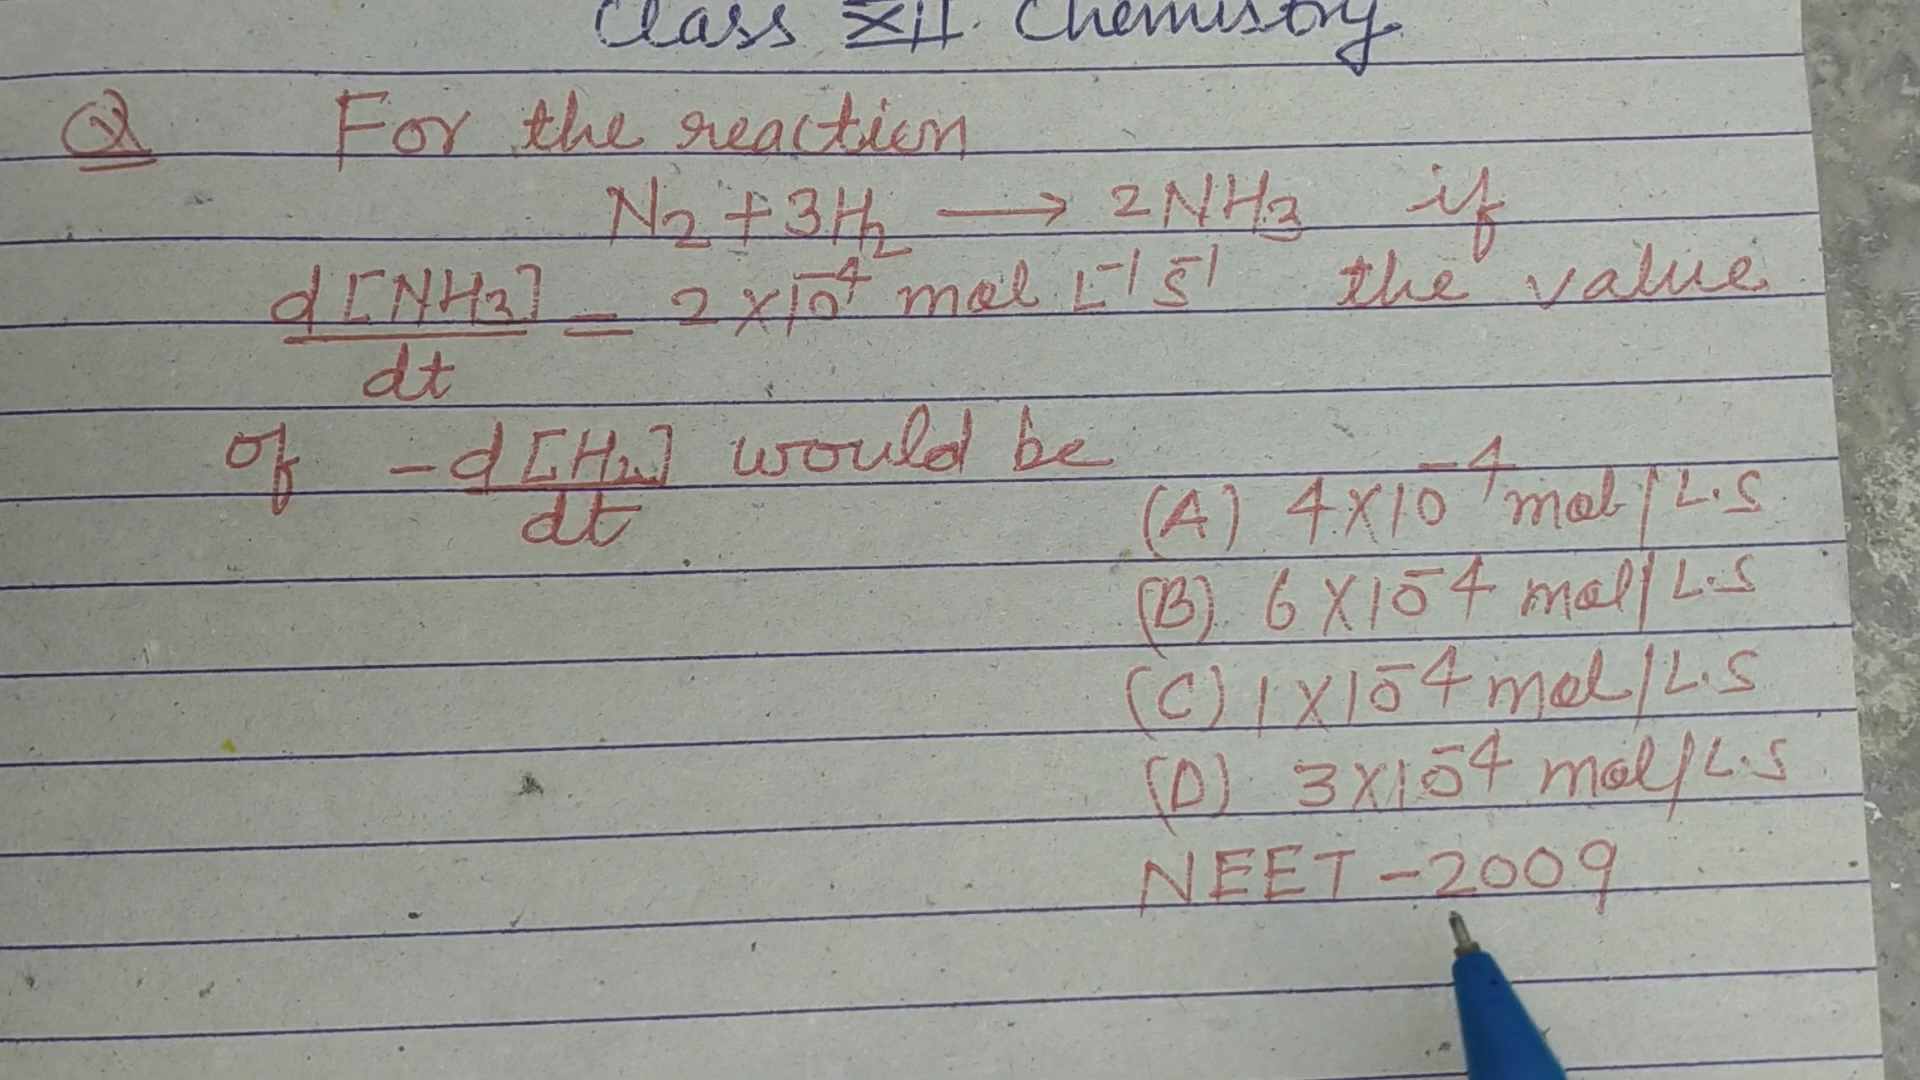 Class XII Chemistry
Q For the reaction
N₂ + 3H₂ ⟶ 2NH₃ if
d[NH₃]/dt = 2×10⁻⁴ mol L⁻¹ S⁻¹ the value
of -d[H₂]/dt would be
(A) 4×10⁻⁴ mol/L.S
(B) 6×10⁻⁴ mol/L.S
(C) 1×10⁻⁴ mol/L.S
(D) 3×10⁻⁴ mol/L.S
NEET-2009